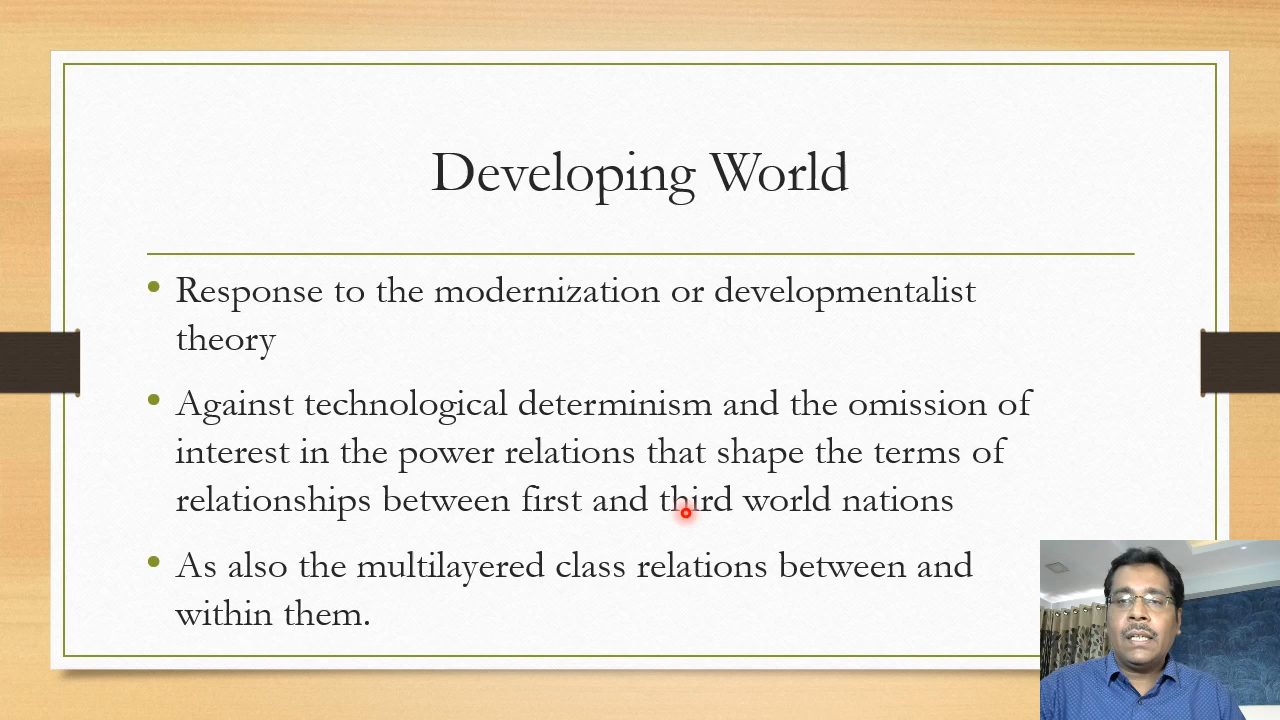 Developing World
• Response to the modernization or developmentalist
theory
• Against technological determinism and the omission of
interest in the power relations that shape the terms of
relationships between first and third world nations
• As also the multilayered class relations between and
within them.